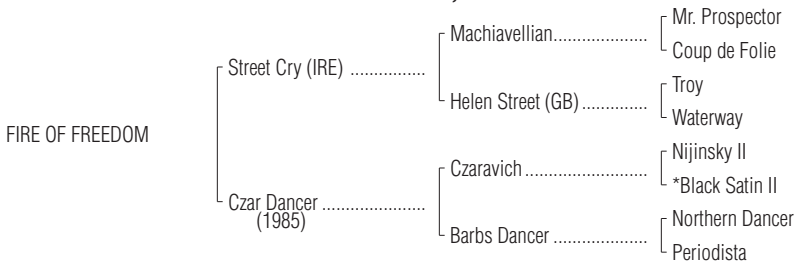 Mr. Prospector
Machiavellian....................
Coup de Folie
Street Cry (IRE) ................
Troy
Helen Street (GB) ..............
Waterway
FIRE OF FREEDOM
Nijinsky II
Czaravich..........................
*Black Satin II
Czar Dancer ......................
(1985)
Northern Dancer
Barbs Dancer ....................
Periodista